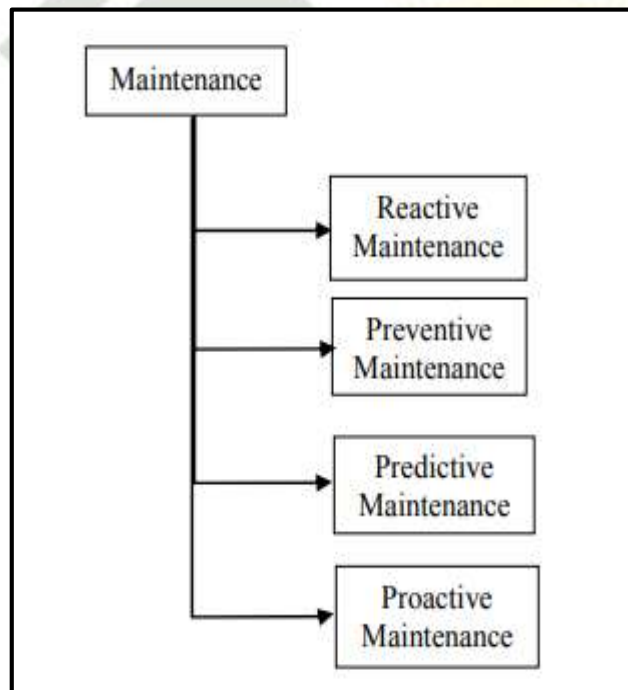 Maintenance
Reactive
Maintenance
Preventive
Maintenance
Predictive
Maintenance
Proactive
Maintenance